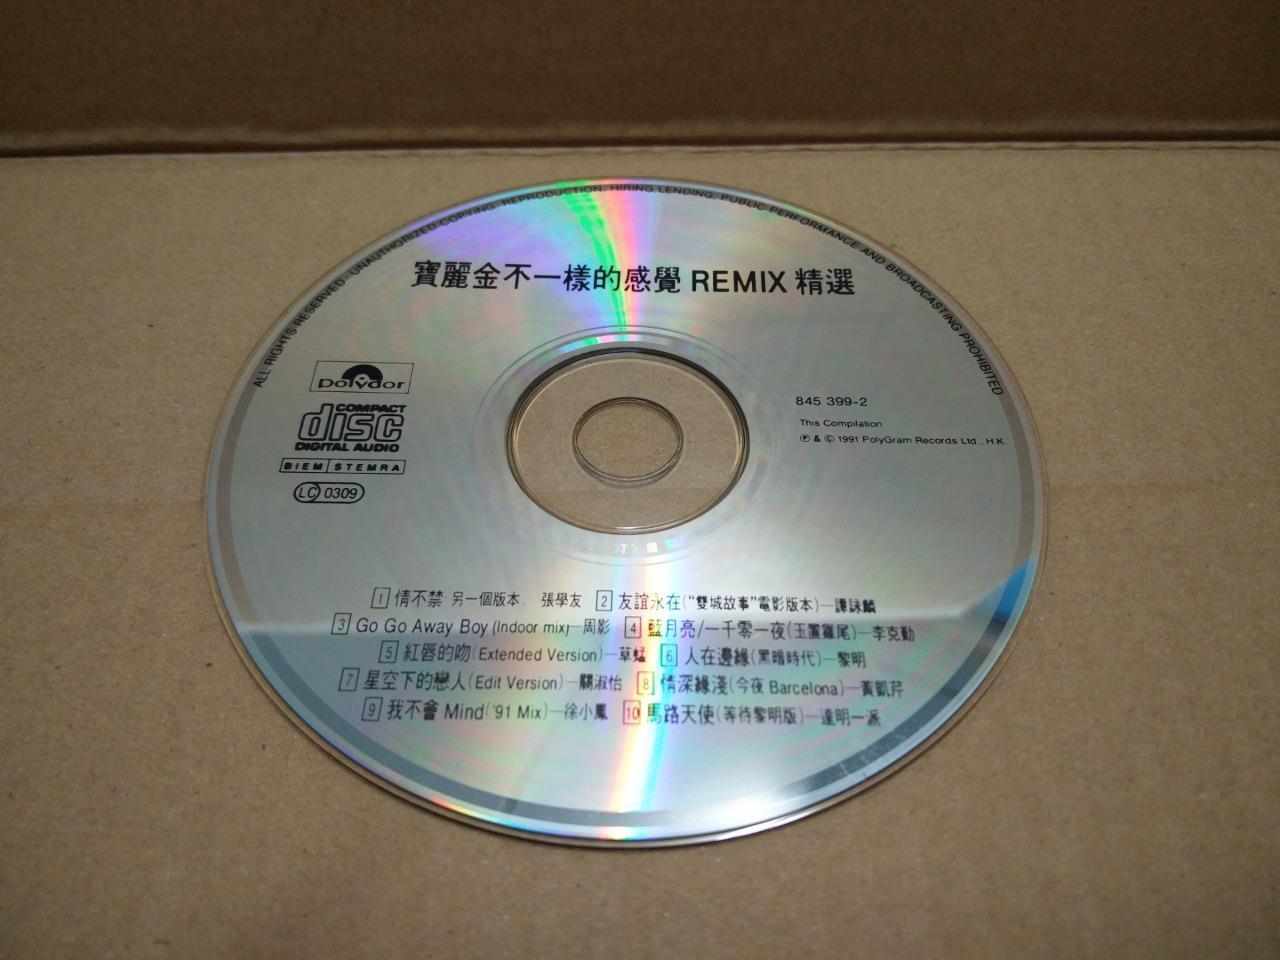 ALL RIGHTS RESERVED. UNAUTHORIZED COPYING, REPRODUCTION, HIRING, LENDING, PUBLIC PERFORMANCE AND BROADCASTING PROHIBITED
寶麗金不一樣的感覺 REMIX 精選
polydor
COMPACT
disc
DIGITAL AUDIO
BIEM STEMRA
LC 0309
845 399-2
This Compilation
℗ & © 1991 PolyGram Records Ltd., H.K.
1 情不禁 另一個版本. 張學友 2 友誼永在("雙城故事"電影版本)—譚詠麟
3 Go Go Away Boy (Indoor mix)—周影 4 藍月亮/一千零一夜(玉置雞尾)—李克勤
5 紅唇的吻(Extended Version)—草蜢 6 人在邊緣(黑暗時代)—黎明
7 星空下的戀人(Edit Version)—關淑怡 8 情深緣淺(今夜 Barcelona)—黃凱芹
9 我不會 Mind('91 Mix)—徐小鳳 10 馬路天使(等待黎明版)—達明一派